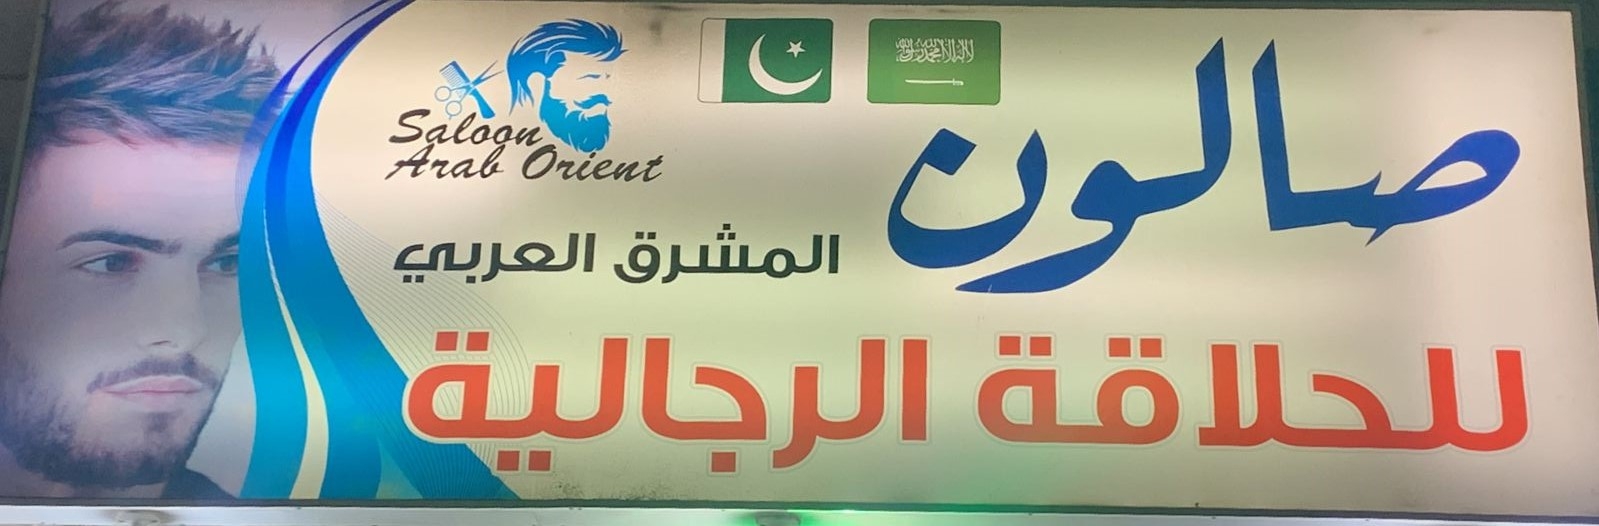 Saloon
Arab Orient
صالون
المشرق العربي
للحلاقة الرجالية